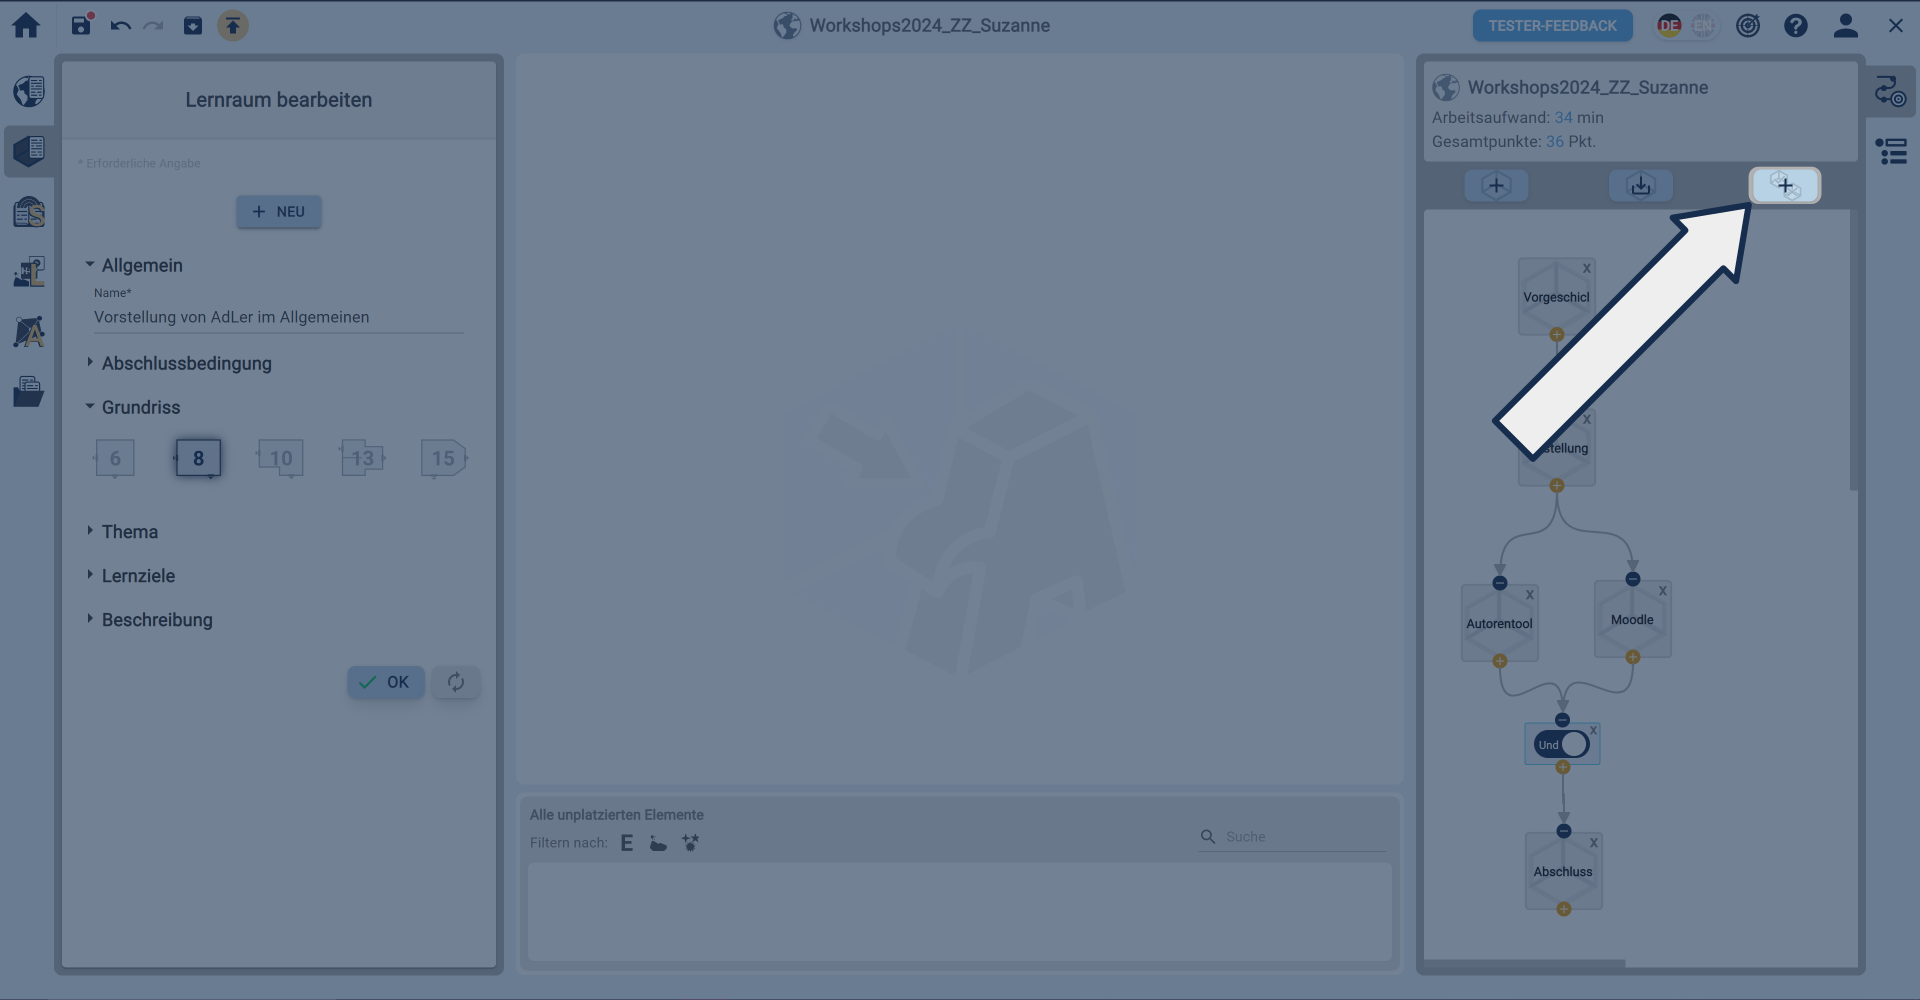 Workshops2024_ZZ_Suzanne
TESTER-FEEDBACK
DE
EN
Lernraum bearbeiten
* Erforderliche Angabe
+ NEU
Allgemein
Name*
Vorstellung von AdLer im Allgemeinen
Abschlussbedingung
Grundriss
6 8 10 13 15
Thema
Lernziele
Beschreibung
OK
Alle unplatzierten Elemente
Filtern nach: E
Suche
Workshops2024_ZZ_Suzanne
Arbeitsaufwand: 34 min
Gesamtpunkte: 36 Pkt.
X
Vorgeschicl
X
stellung
X
Autorentool
X
Moodle
X
Und
X
Abschluss